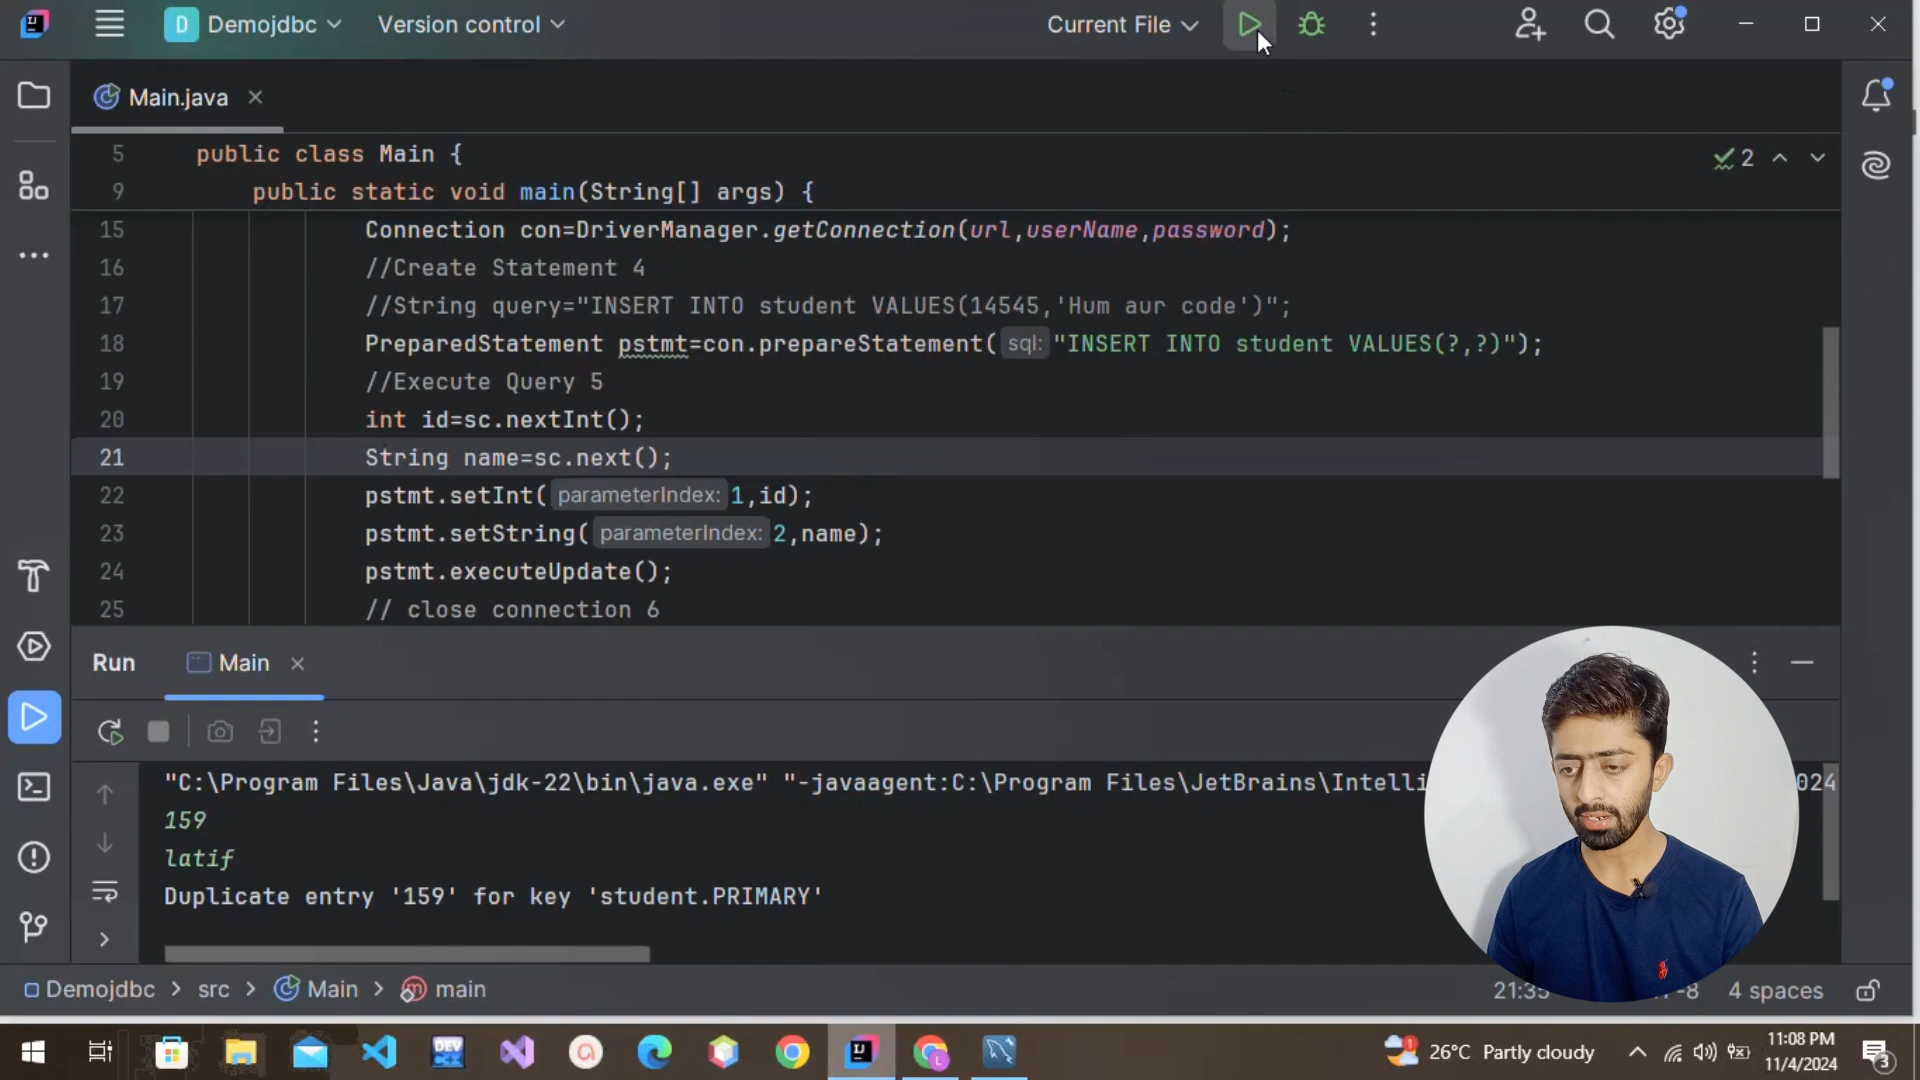 D Demojdbc Version control Current File
Main.java
5 public class Main {
9 public static void main(String[] args) {
2
15 Connection con=DriverManager.getConnection(url,userName,password);
16 //Create Statement 4
17 //String query="INSERT INTO student VALUES(14545,'Hum aur code')";
18 PreparedStatement pstmt=con.prepareStatement( sql: "INSERT INTO student VALUES(?,?)");
19 //Execute Query 5
20 int id=sc.nextInt();
21 String name=sc.next();
22 pstmt.setInt( parameterIndex: 1,id);
23 pstmt.setString( parameterIndex: 2,name);
24 pstmt.executeUpdate();
25 // close connection 6
Run Main
"C:\Program Files\Java\jdk-22\bin\java.exe" "-javaagent:C:\Program Files\JetBrains\Intelli
159
latif
Duplicate entry '159' for key 'student.PRIMARY'
Demojdbc > src > Main > main
4 spaces
26°C Partly cloudy
11:08 PM
11/4/2024
3